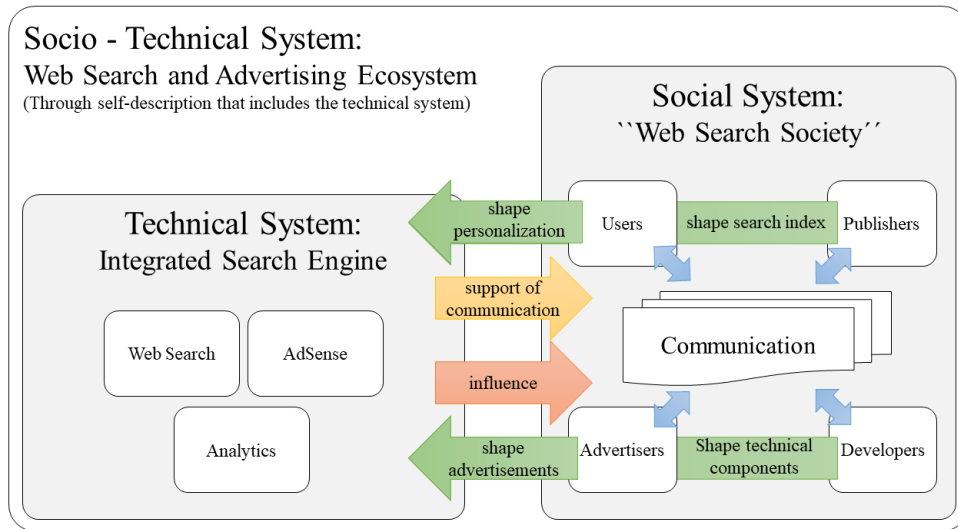 Socio - Technical System:
Web Search and Advertising Ecosystem
(Through self-description that includes the technical system)
Social System:
``Web Search Society´´
Technical System:
Integrated Search Engine
shape
personalization
Users
shape search index
Publishers
support of
communication
Web Search
AdSense
Communication
influence
Analytics
shape
advertisements
Advertisers
Shape technical
components
Developers